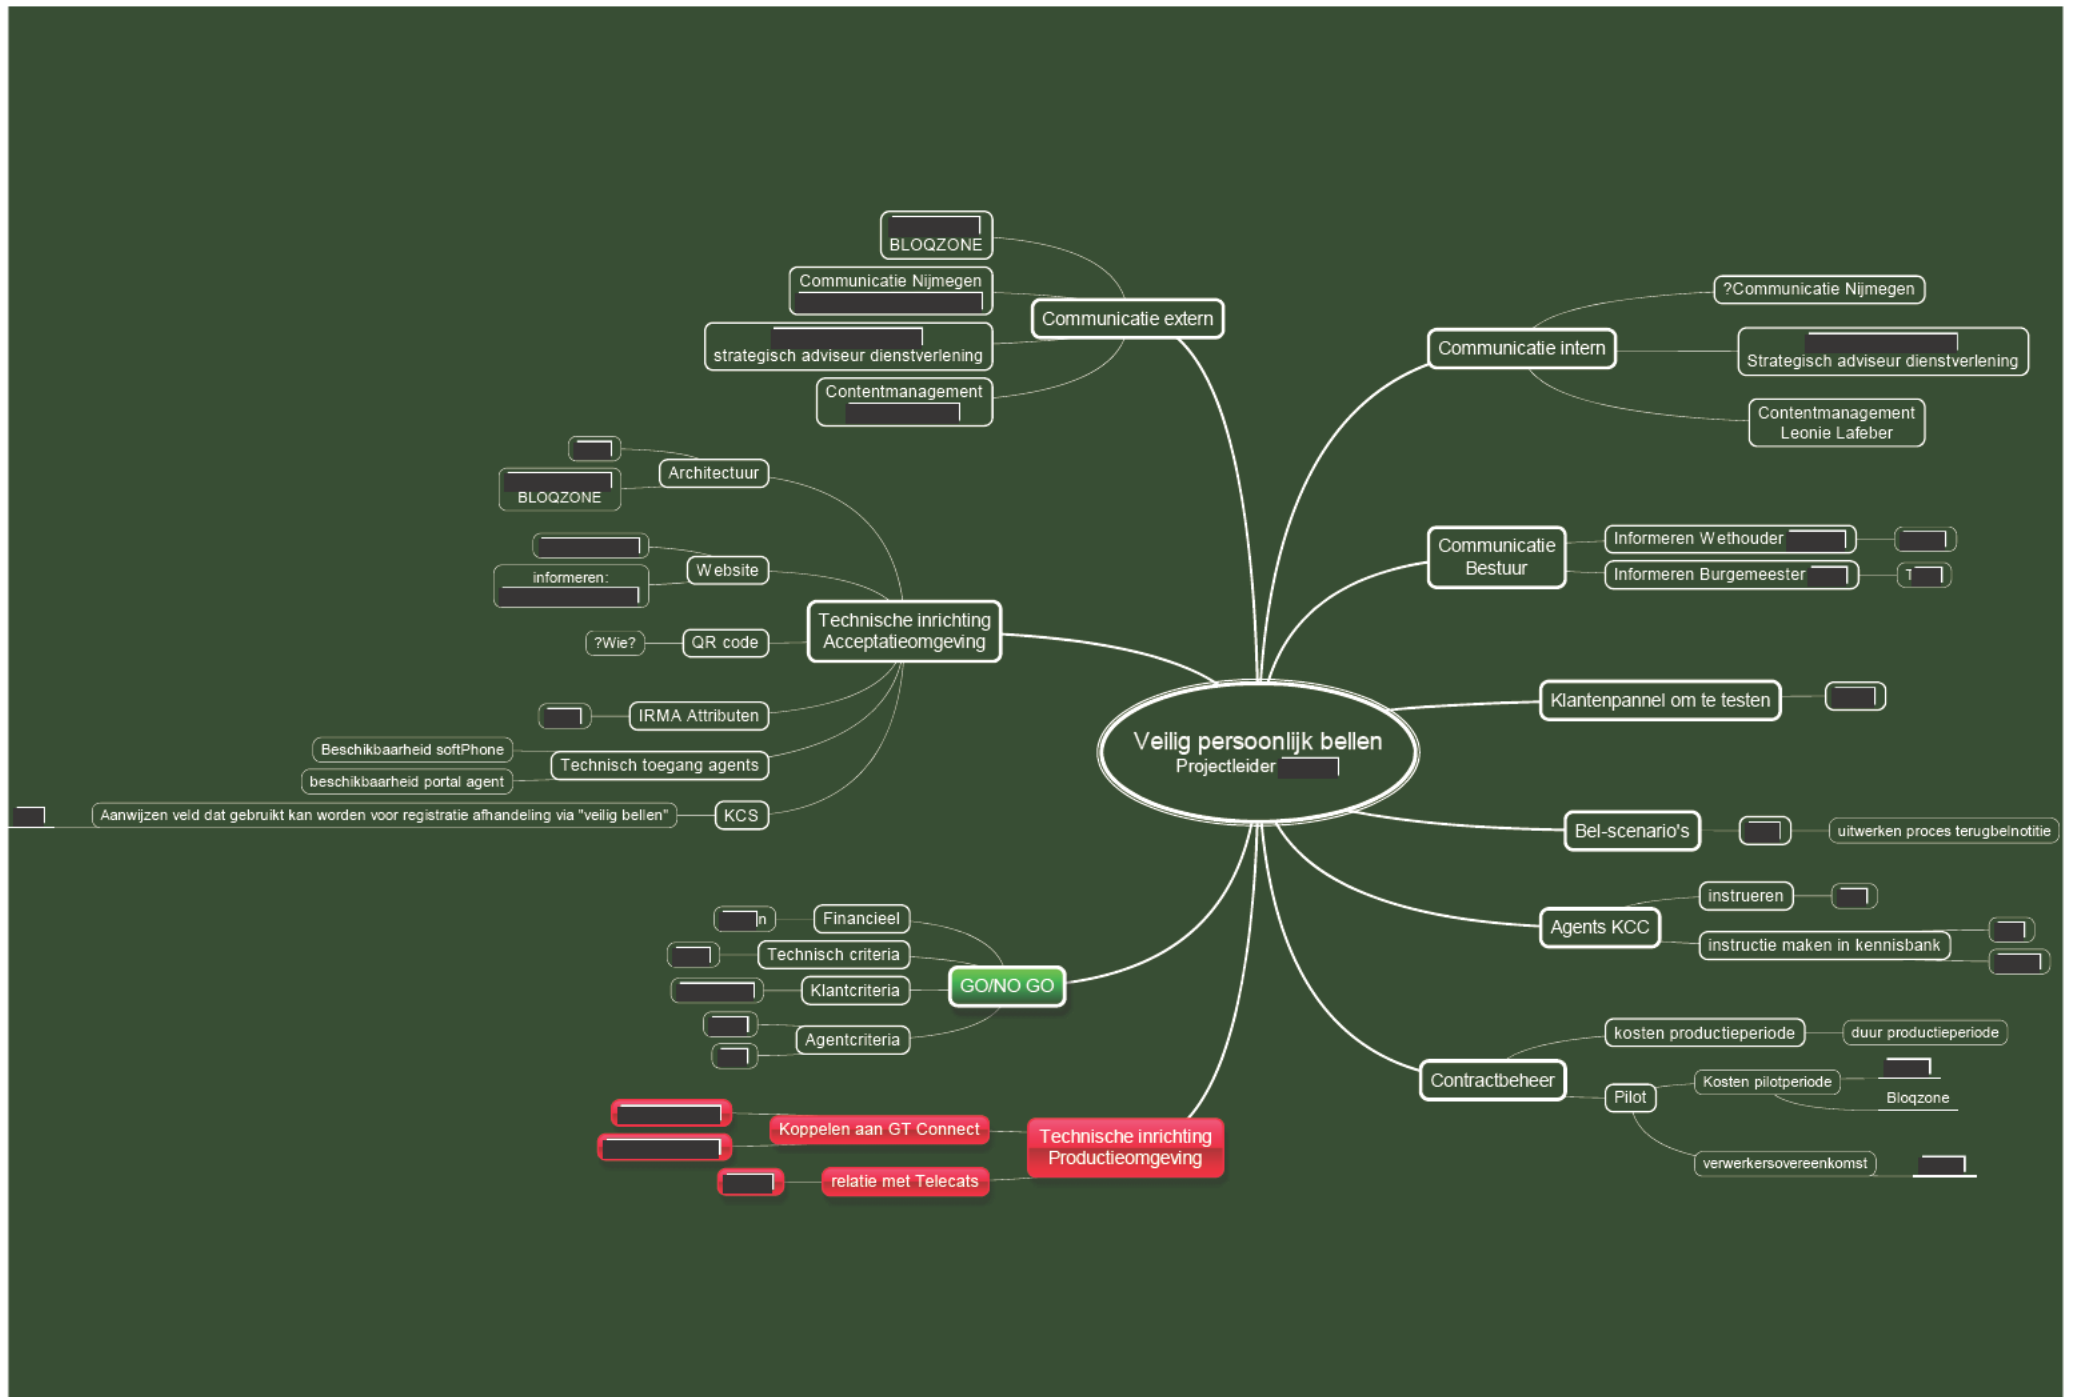 BLOQZONE
Communicatie Nijmegen
strategisch adviseur dienstverlening
Contentmanagement
Communicatie extern
Architectuur
BLOQZONE
Website
informeren:
?Wie?
QR code
IRMA Attributen
Beschikbaarheid softPhone
beschikbaarheid portal agent
Technisch toegang agents
Aanwijzen veld dat gebruikt kan worden voor registratie afhandeling via "veilig bellen"
KCS
Technische inrichting
Acceptatieomgeving
n
Financieel
Technisch criteria
Klantcriteria
Agentcriteria
GO/NO GO
Koppelen aan GT Connect
relatie met Telecats
Technische inrichting
Productieomgeving
Veilig persoonlijk bellen
Projectleider
Communicatie intern
?Communicatie Nijmegen
Strategisch adviseur dienstverlening
Contentmanagement
Leonie Lafeber
Communicatie
Bestuur
Informeren Wethouder
Informeren Burgemeester
Klantenpannel om te testen
Bel-scenario's
uitwerken proces terugbelnotitie
Agents KCC
instrueren
instructie maken in kennisbank
Contractbeheer
kosten productieperiode
duur productieperiode
Pilot
Kosten pilotperiode
Bloqzone
verwerkersovereenkomst